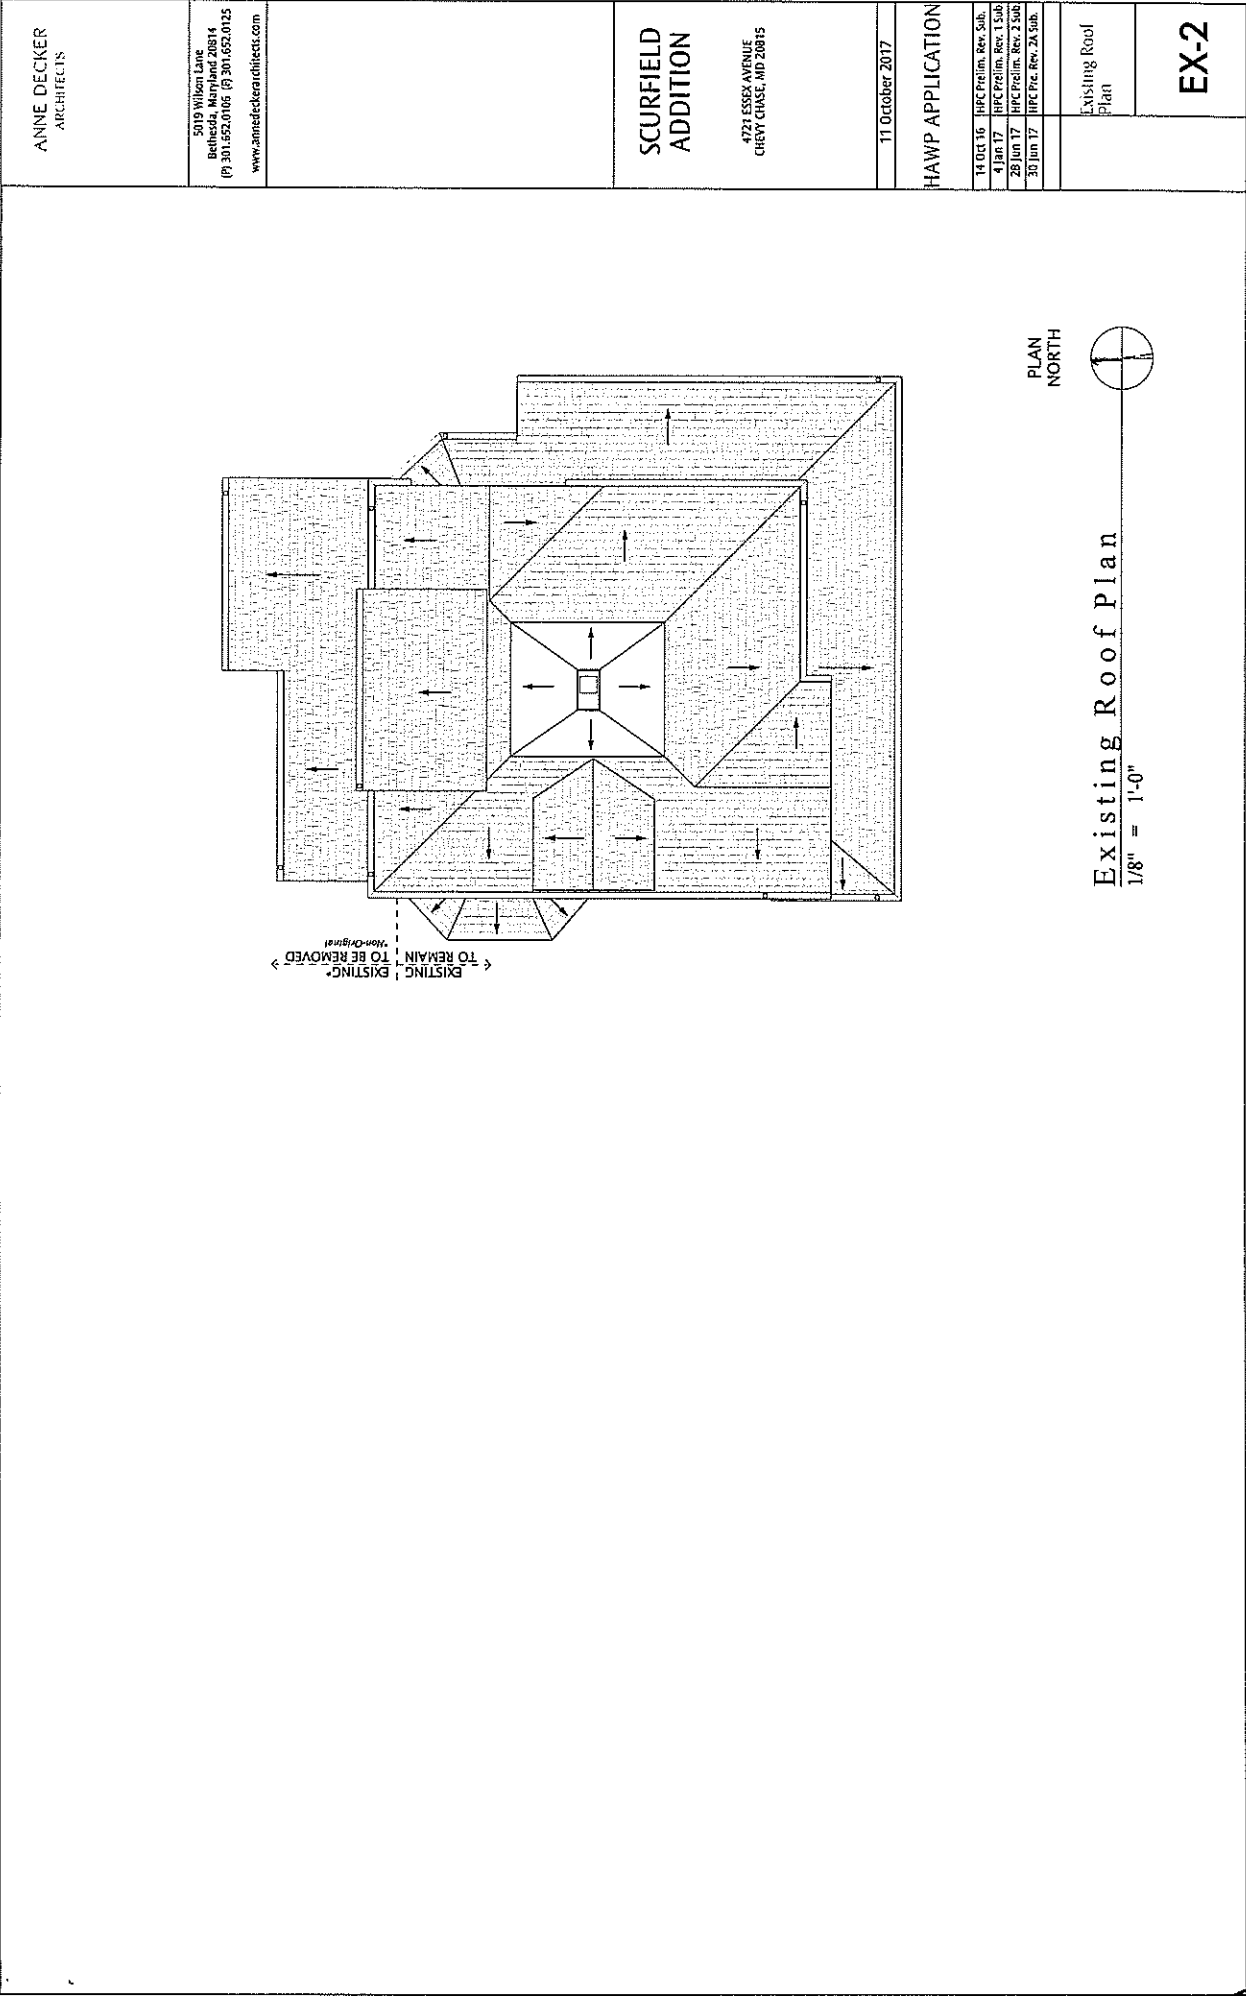 ANNE DECKER
ARCHITECTS
5019 Wilson Lane
Bethesda, Maryland 20814
(P) 301.652.0106 (F) 301.652.0125
www.annedeckerarchitects.com
SCURFIELD
ADDITION
4721 ESSEX AVENUE
CHEVY CHASE, MD 20815
11 October 2017
HAWP APPLICATION
14 Oct 16 HPC Prelim. Rev. Sub.
4 Jan 17 HPC Prelim. Rev. 1 Sub.
28 Jun 17 HPC Prelim. Rev. 2 Sub.
30 Jun 17 HPC Pre. Rev. 2A Sub.
Existing Roof
Plan
EX-2
PLAN
NORTH
EXISTING*
TO BE REMOVED
*Non-Original
EXISTING
TO REMAIN
Existing Roof Plan
1/8" = 1'-0"